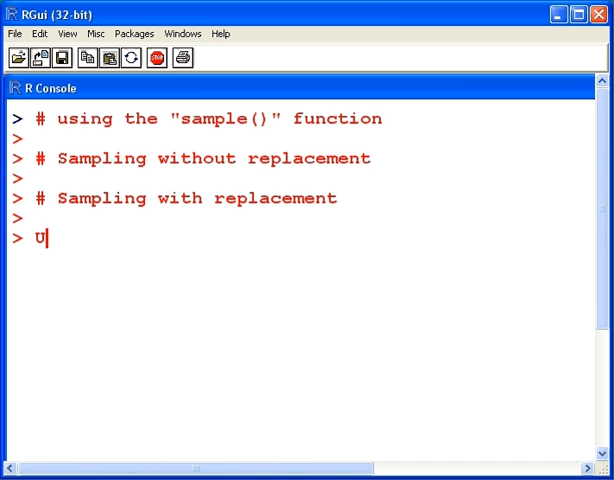 RGui (32-bit)
File Edit View Misc Packages Windows Help
STOP
R Console
> # using the "sample()" function
>
> # Sampling without replacement
>
> # Sampling with replacement
>
> U